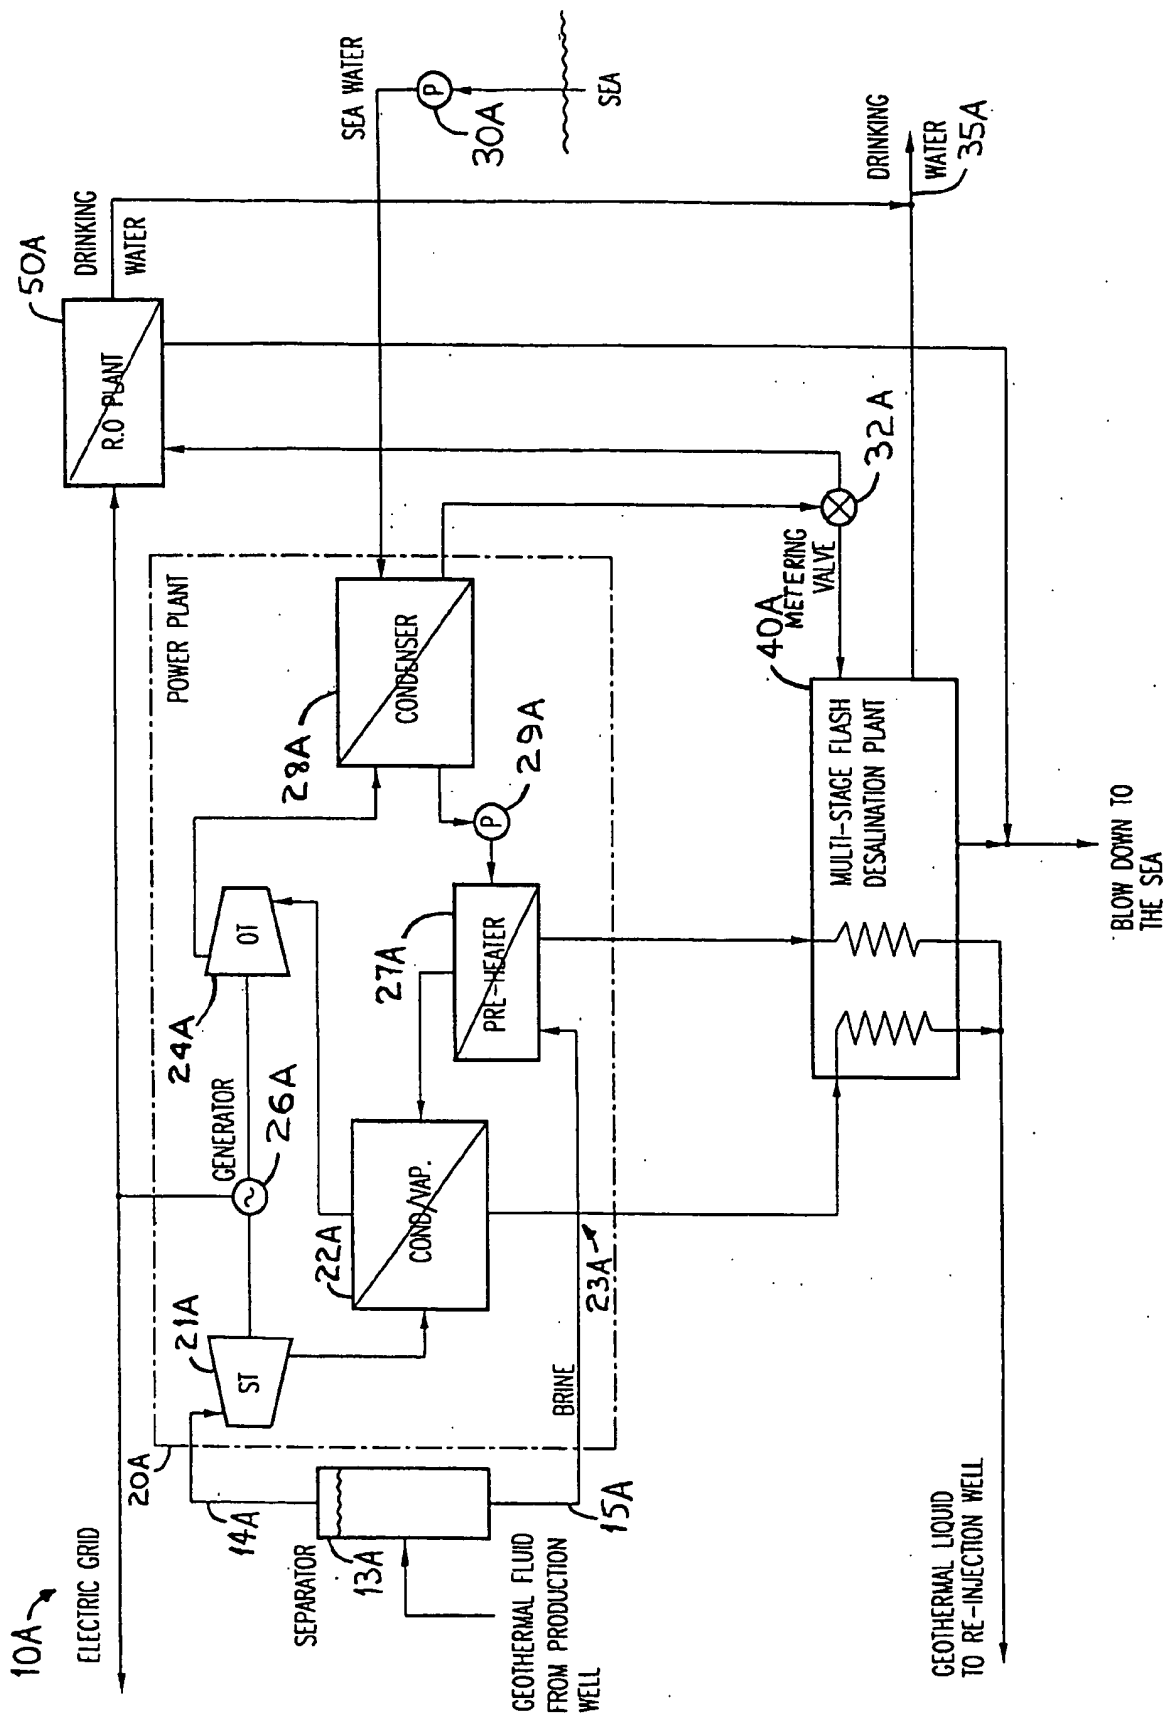 10A
ELECTRIC GRID
50A
R.O PLANT
DRINKING
WATER
SEA WATER
P
30A
SEA
20A
POWER PLANT
14A
ST
21A
GENERATOR
26A
24A
OT
SEPARATOR
13A
GEOTHERMAL FLUID
FROM PRODUCTION
WELL
15A
BRINE
23A
22A
COND/VAP.
27A
PRE-HEATER
P
29A
28A
CONDENSER
METERING
VALVE
32A
40A
MULTI-STAGE FLASH
DESALINATION PLANT
DRINKING
WATER
35A
GEOTHERMAL LIQUID
TO RE-INJECTION WELL
BLOW DOWN TO
THE SEA